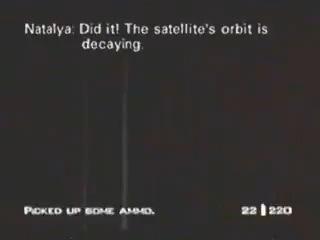 Natalya: Did it! The satellite's orbit is
decaying.
PICKED UP SOME AMMO.
22 220